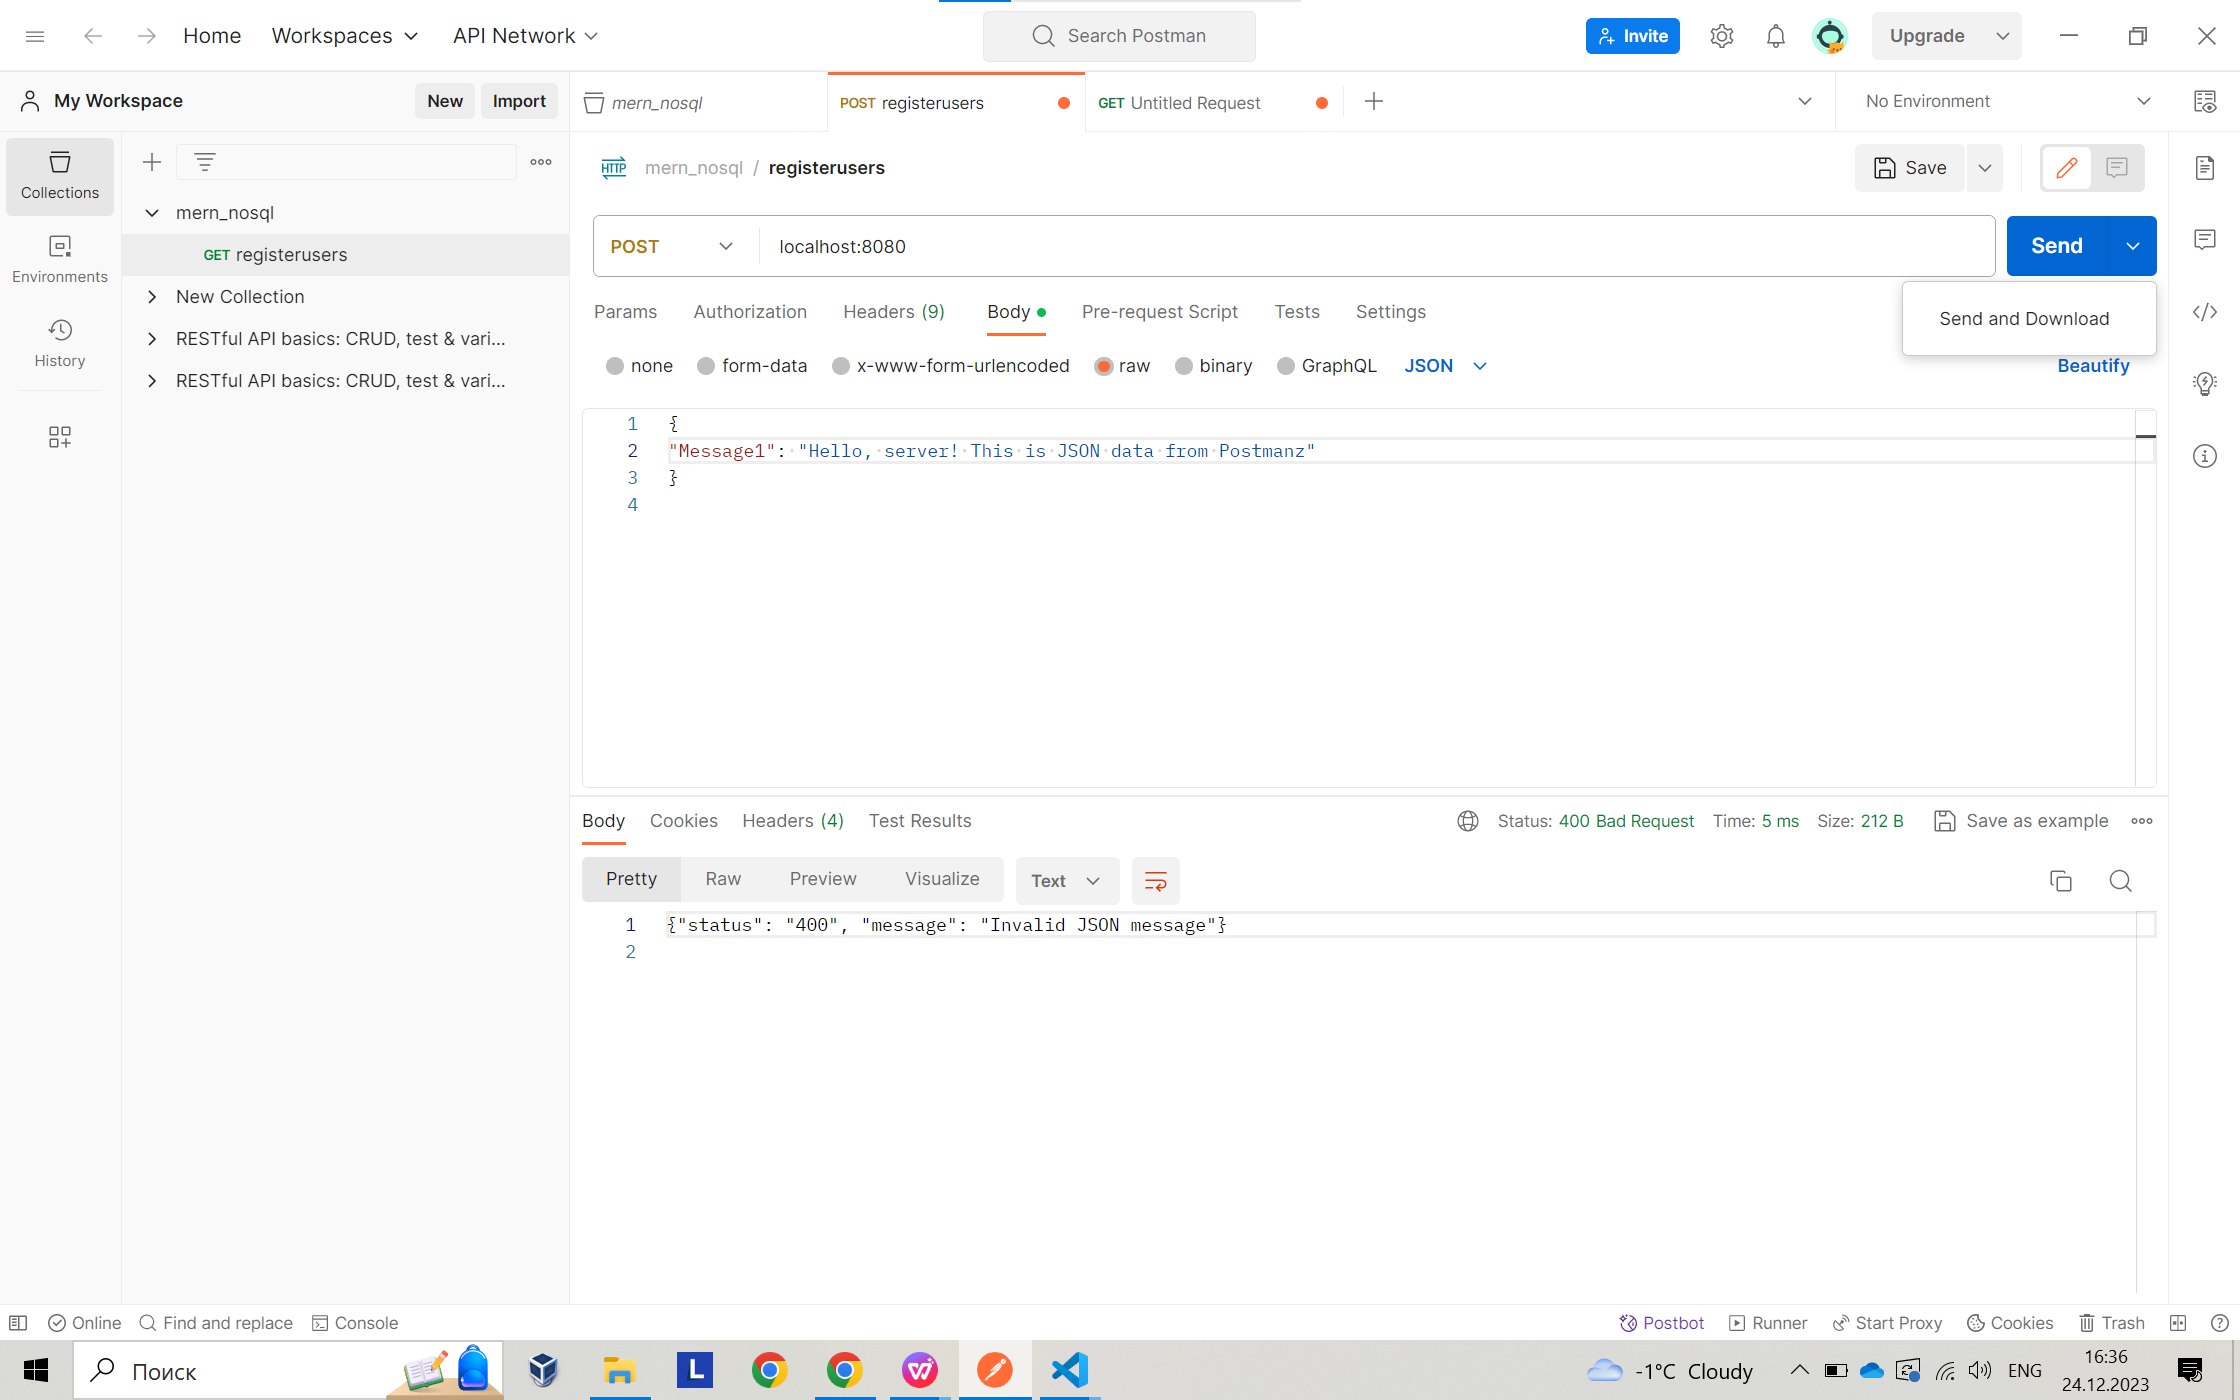 Home Workspaces API Network Search Postman Invite Upgrade
My Workspace New Import mern_nosql POST registerusers GET Untitled Request No Environment
Collections
Environments
History
mern_nosql
GET registerusers
New Collection
RESTful API basics: CRUD, test & vari...
RESTful API basics: CRUD, test & vari...
HTTP mern_nosql / registerusers Save
POST localhost:8080 Send
Send and Download
Params Authorization Headers (9) Body Pre-request Script Tests Settings
none form-data x-www-form-urlencoded raw binary GraphQL JSON Beautify
1 {
2 "Message1": "Hello, server! This is JSON data from Postmanz"
3 }
4
Body Cookies Headers (4) Test Results Status: 400 Bad Request Time: 5 ms Size: 212 B Save as example
Pretty Raw Preview Visualize Text
1 {"status": "400", "message": "Invalid JSON message"}
2
Online Find and replace Console Postbot Runner Start Proxy Cookies Trash
Поиск L -1°C Cloudy ENG 16:36
24.12.2023